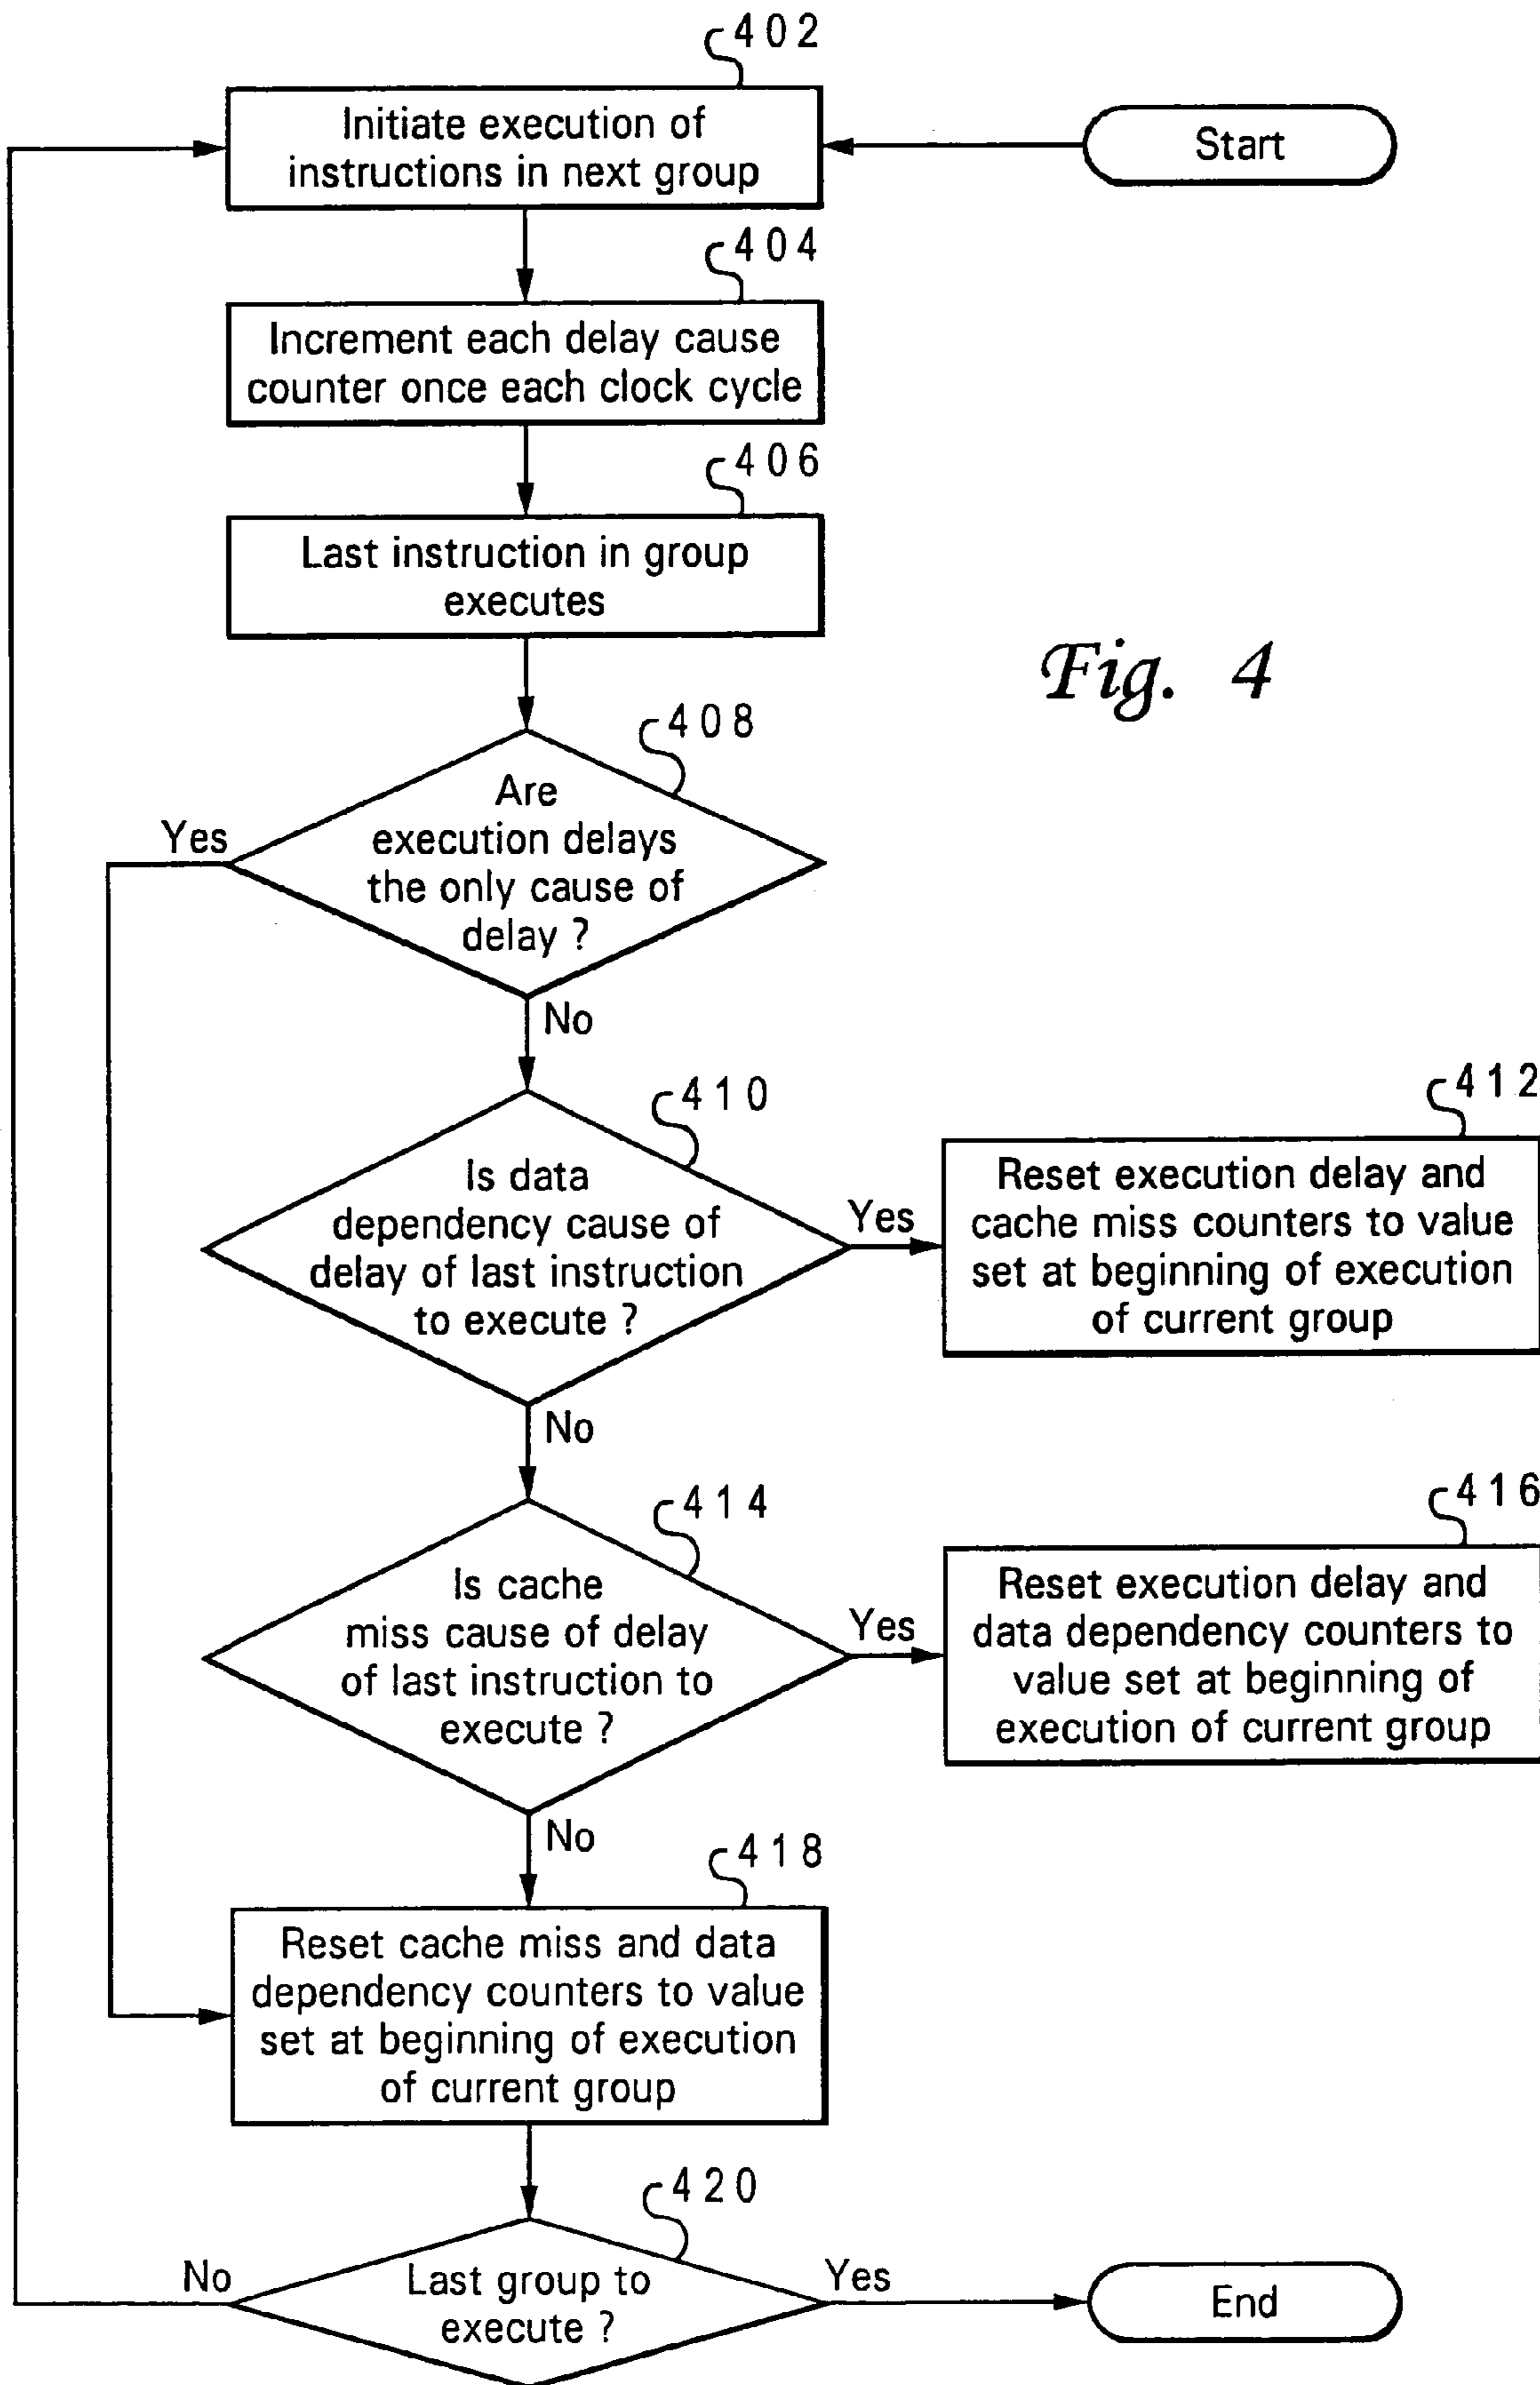 402
Initiate execution of
instructions in next group
Start
404
Increment each delay cause
counter once each clock cycle
406
Last instruction in group
executes
Fig. 4
408
Are
execution delays
the only cause of
delay ?
Yes
No
410
Is data
dependency cause of
delay of last instruction
to execute ?
Yes
No
412
Reset execution delay and
cache miss counters to value
set at beginning of execution
of current group
414
Is cache
miss cause of delay
of last instruction to
execute ?
Yes
No
416
Reset execution delay and
data dependency counters to
value set at beginning of
execution of current group
418
Reset cache miss and data
dependency counters to value
set at beginning of execution
of current group
420
Last group to
execute ?
No
Yes
End